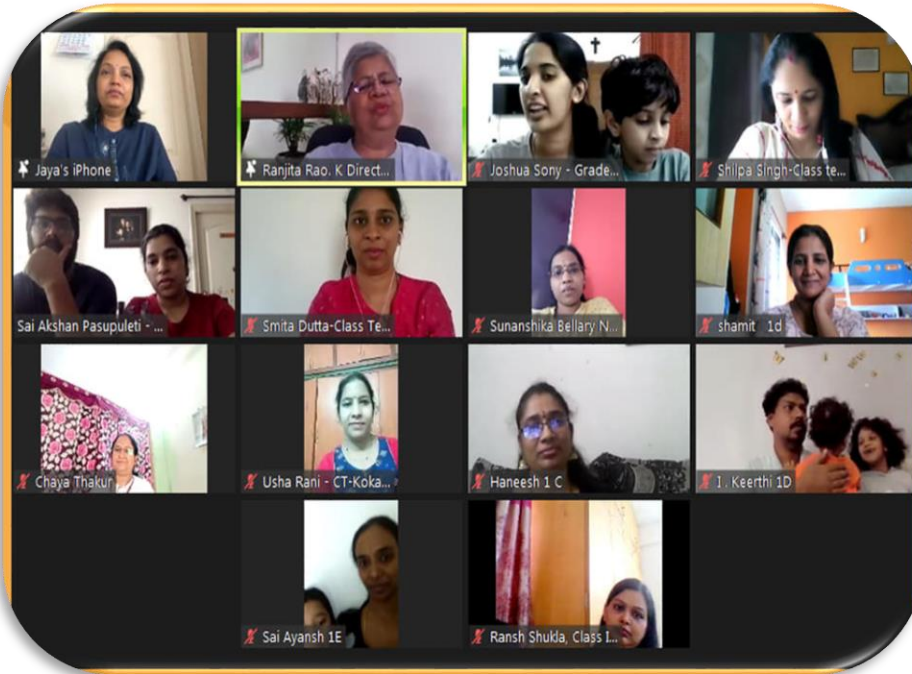 Jaya's iPhone
Ranjita Rao. K Direct...
Joshua Sony - Grade...
Shilpa Singh-Class te...
Sai Akshan Pasupuleti - ...
Smita Dutta-Class Te...
Sunanshika Bellary N...
shamit 1d
Chaya Thakur
Usha Rani - CT-Koka...
Haneesh 1 C
I . Keerthi 1D
Sai Ayansh 1E
Ransh Shukla, Class I...